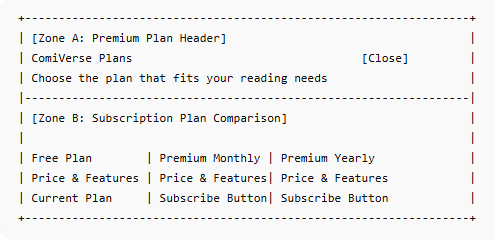 [Zone A: Premium Plan Header]
ComiVerse Plans [Close]
Choose the plan that fits your reading needs
[Zone B: Subscription Plan Comparison]
Free Plan | Premium Monthly | Premium Yearly
Price & Features | Price & Features| Price & Features
Current Plan | Subscribe Button| Subscribe Button